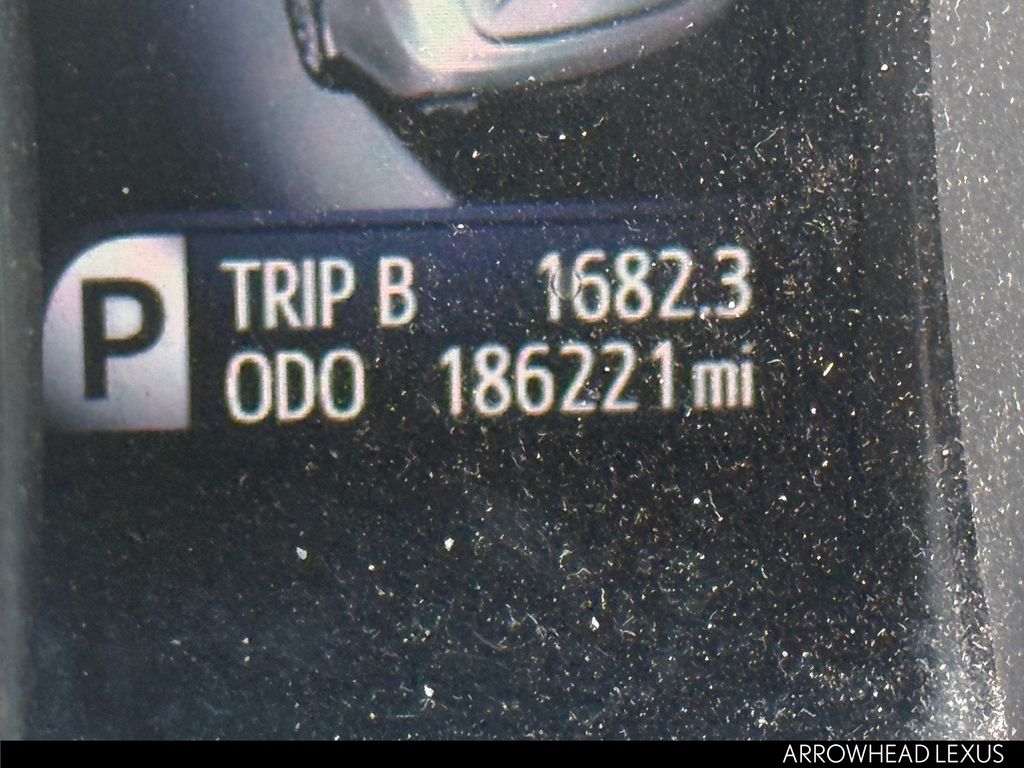 P
TRIP B 1682.3
ODO 186221 mi
ARROWHEAD LEXUS